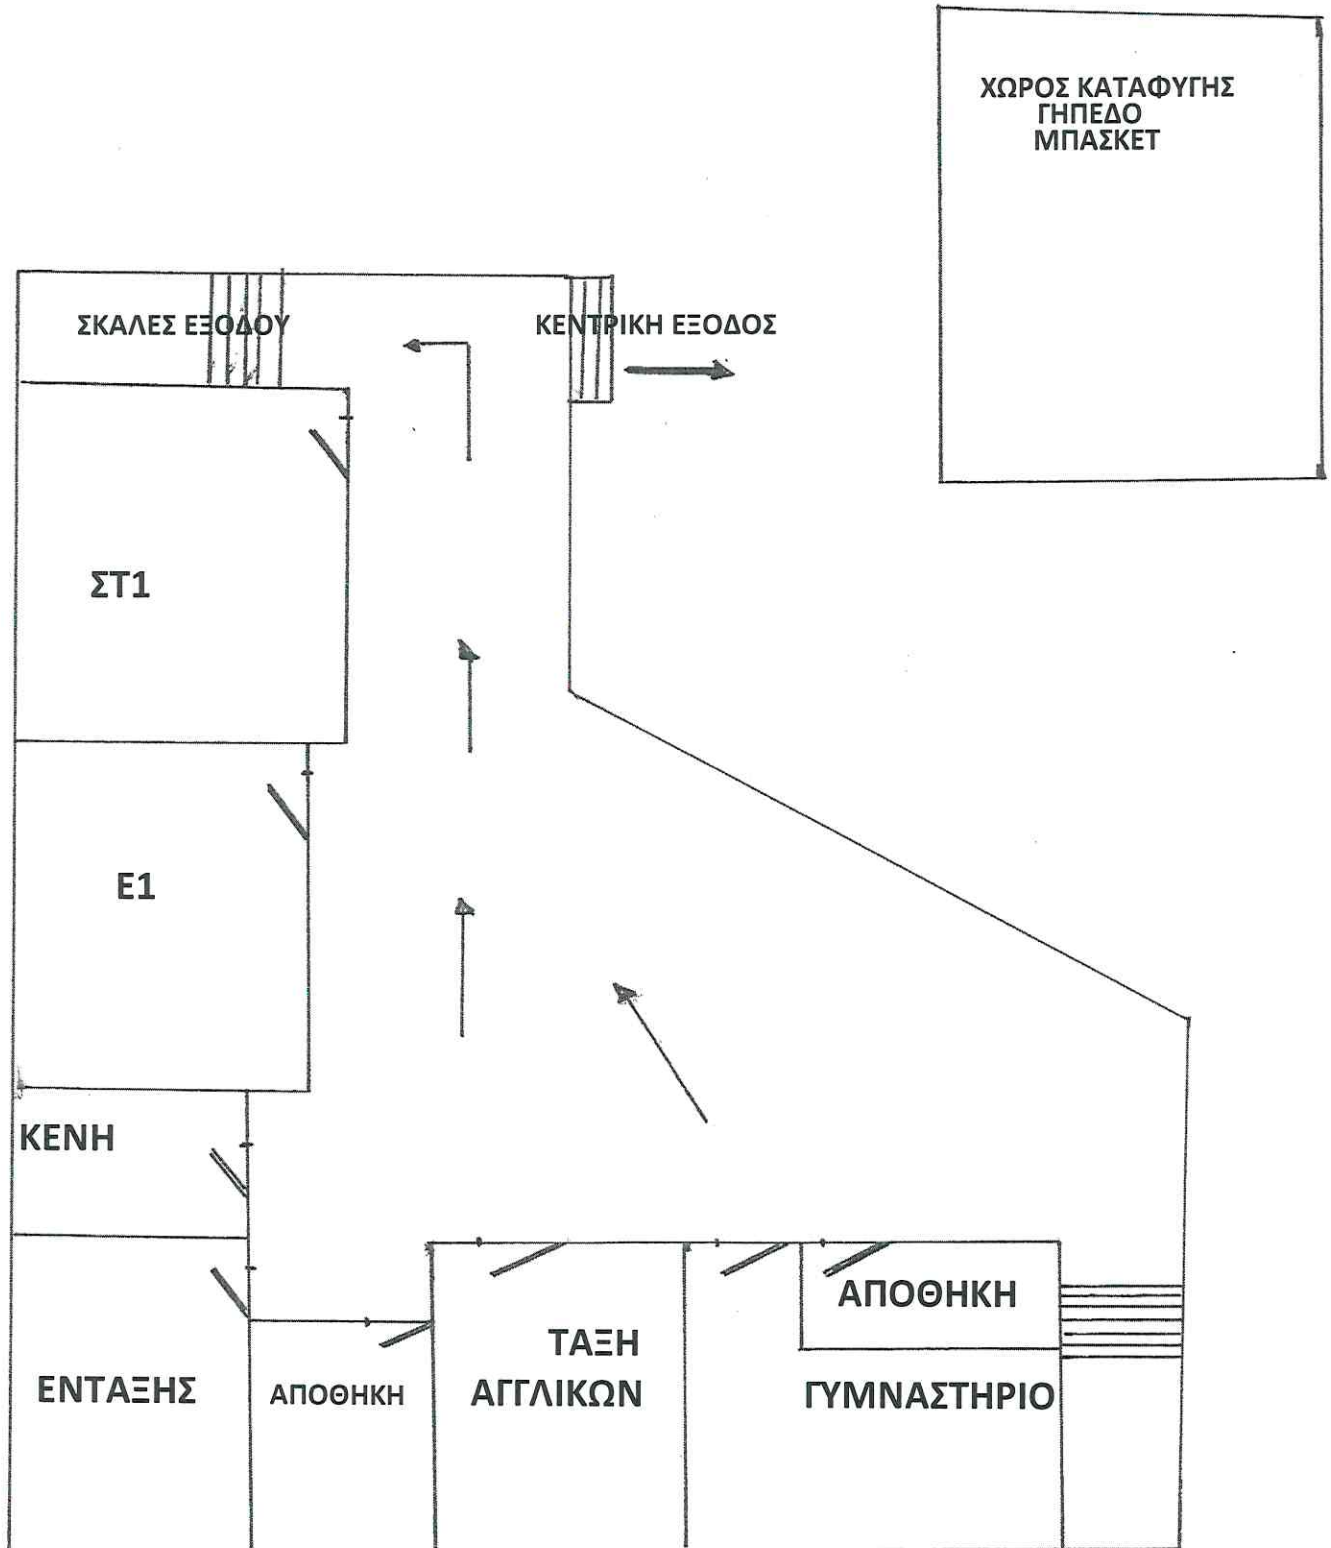 ΧΩΡΟΣ ΚΑΤΑΦΥΓΗΣ
ΓΗΠΕΔΟ
ΜΠΑΣΚΕΤ
ΣΚΑΛΕΣ ΕΞΟΔΟΥ
ΚΕΝΤΡΙΚΗ ΕΞΟΔΟΣ
ΣΤ1
Ε1
ΚΕΝΗ
ΕΝΤΑΞΗΣ
ΑΠΟΘΗΚΗ
ΤΑΞΗ
ΑΓΓΛΙΚΩΝ
ΑΠΟΘΗΚΗ
ΓΥΜΝΑΣΤΗΡΙΟ